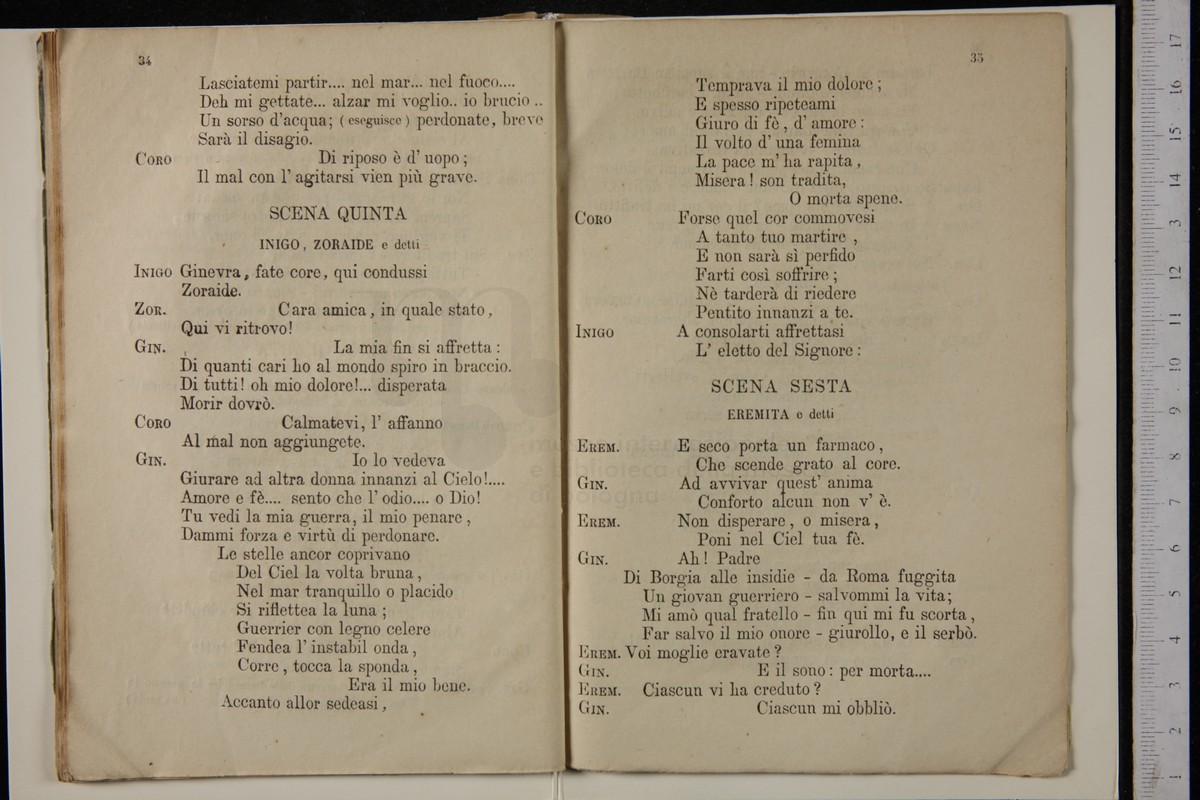 34
Lasciatemi partir.... nel mar... nel fuoco....
Deh mi gettate... alzar mi voglio.. io brucio ..
Un sorso d'acqua; ( eseguisce ) perdonate, breve
Sarà il disagio.
CORO Di riposo è d' uopo ;
Il mal con l' agitarsi vien più grave.
SCENA QUINTA
INIGO, ZORAIDE e detti
INIGO Ginevra, fate core, qui condussi
Zoraide.
ZOR. Cara amica, in quale stato,
Qui vi ritrovo!
GIN. La mia fin si affretta :
Di quanti cari ho al mondo spiro in braccio.
Di tutti! oh mio dolore!... disperata
Morir dovrò.
CORO Calmatevi, l' affanno
Al mal non aggiungete.
GIN. Io lo vedeva
Giurare ad altra donna innanzi al Cielo!....
Amore e fè.... sento che l' odio.... o Dio!
Tu vedi la mia guerra, il mio penare ,
Dammi forza e virtù di perdonare.
Le stelle ancor coprivano
Del Ciel la volta bruna ,
Nel mar tranquillo o placido
Si riflettea la luna ;
Guerrier con legno celere
Fendea l' instabil onda ,
Corre , tocca la sponda ,
Era il mio bene.
Accanto allor sedeasi ,
35
Temprava il mio dolore ;
E spesso ripeteami
Giuro di fè , d' amore :
Il volto d' una femina
La pace m' ha rapita ,
Misera ! son tradita,
O morta spene.
CORO Forse quel cor commovesi
A tanto tuo martire ,
E non sarà sì perfido
Farti così soffrire ;
Nè tarderà di riedere
Pentito innanzi a te.
INIGO A consolarti affrettasi
L' eletto del Signore :
SCENA SESTA
EREMITA e detti
EREM. E seco porta un farmaco ,
Che scende grato al core.
GIN. Ad avvivar quest' anima
Conforto alcun non v' è.
EREM. Non disperare , o misera ,
Poni nel Ciel tua fè.
GIN. Ah ! Padre
Di Borgia alle insidie - da Roma fuggita
Un giovan guerriero - salvommi la vita;
Mi amò qual fratello - fin qui mi fu scorta ,
Far salvo il mio onore - giurollo, e il serbò.
EREM. Voi moglie eravate ?
GIN. E il sono : per morta....
EREM. Ciascun vi ha creduto ?
GIN. Ciascun mi obbliò.